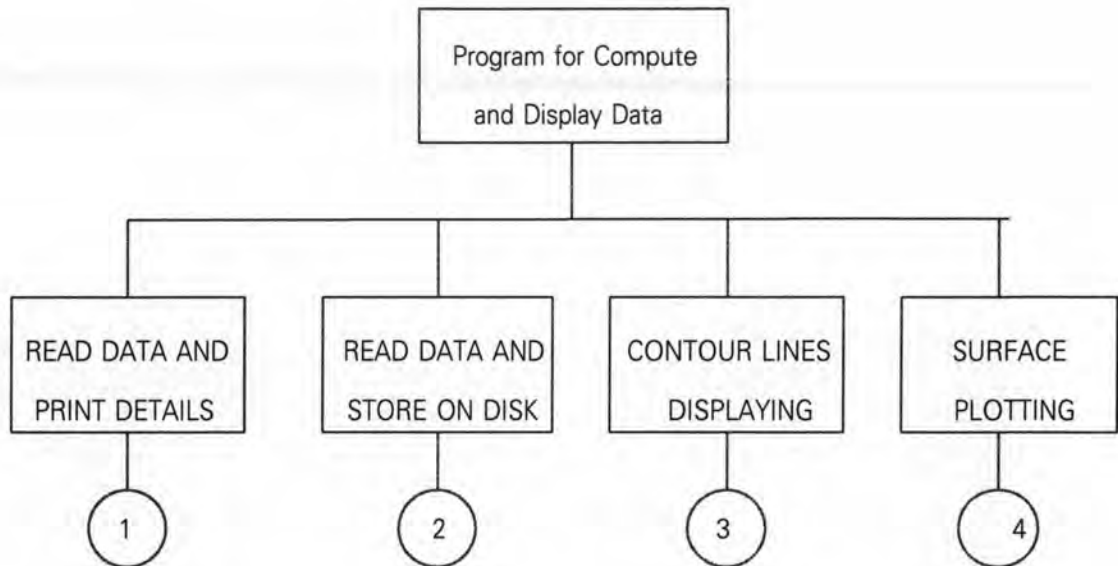 Program for Compute
and Display Data
READ DATA AND
PRINT DETAILS
READ DATA AND
STORE ON DISK
CONTOUR LINES
DISPLAYING
SURFACE
PLOTTING
1
2
3
4